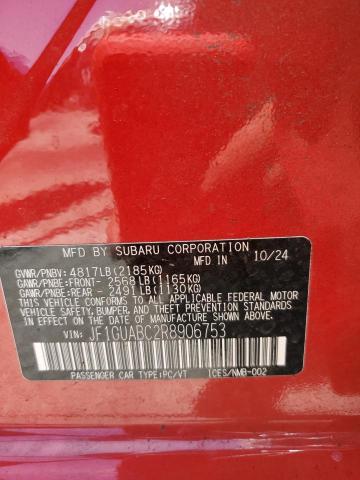 MFD BY SUBARU CORPORATION 10/24
GVWR/PNBV: 4817LB(2185KG)
GAWR/PNBE:FRONT- 2568LB(1165KG)
GAWR/PNBE:REAR - 2491LB(1130KG)
THIS VEHICLE CONFORMS TO ALL APPLICABLE FEDERAL MOTOR
VEHICLE SAFETY, BUMPER, AND THEFT PREVENTION STANDARDS
IN EFFECT ON THE DATE OF MANUFACTURE SHOWN ABOVE.
VIN: JF1GUABC2R8906753
PASSENGER CAR TYPE:PC/VT ICES/NMB-002